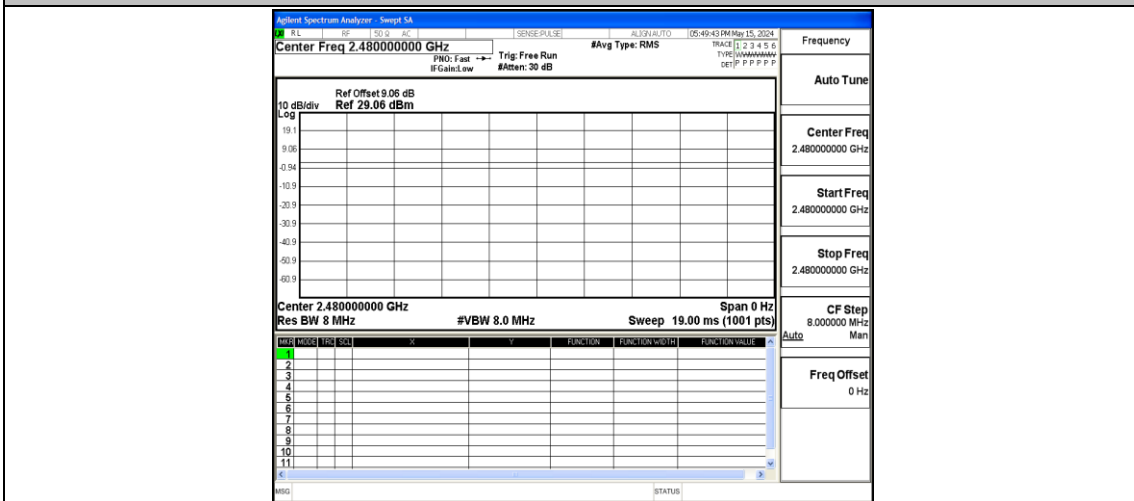 Agilent Spectrum Analyzer - Swept SA
RL RF 50 Ω AC SENSE:PULSE ALIGNAUTO 05:49:43 PM May 15, 2024
Center Freq 2.480000000 GHz #Avg Type: RMS TRACE 1 2 3 4 5 6
PNO: Fast Trig: Free Run TYPE
IFGain:Low #Atten: 30 dB DET P P P P P P
Ref Offset 9.06 dB
10 dB/div Ref 29.06 dBm
Log
19.1
9.06
-0.94
-10.9
-20.9
-30.9
-40.9
-50.9
-60.9
Center 2.480000000 GHz Span 0 Hz
Res BW 8 MHz #VBW 8.0 MHz Sweep 19.00 ms (1001 pts)
MKR MODE TRC SCL X Y FUNCTION FUNCTION WIDTH FUNCTION VALUE
1
2
3
4
5
6
7
8
9
10
11
MSG STATUS
Frequency
Auto Tune
Center Freq
2.480000000 GHz
Start Freq
2.480000000 GHz
Stop Freq
2.480000000 GHz
CF Step
8.000000 MHz
Auto Man
Freq Offset
0 Hz